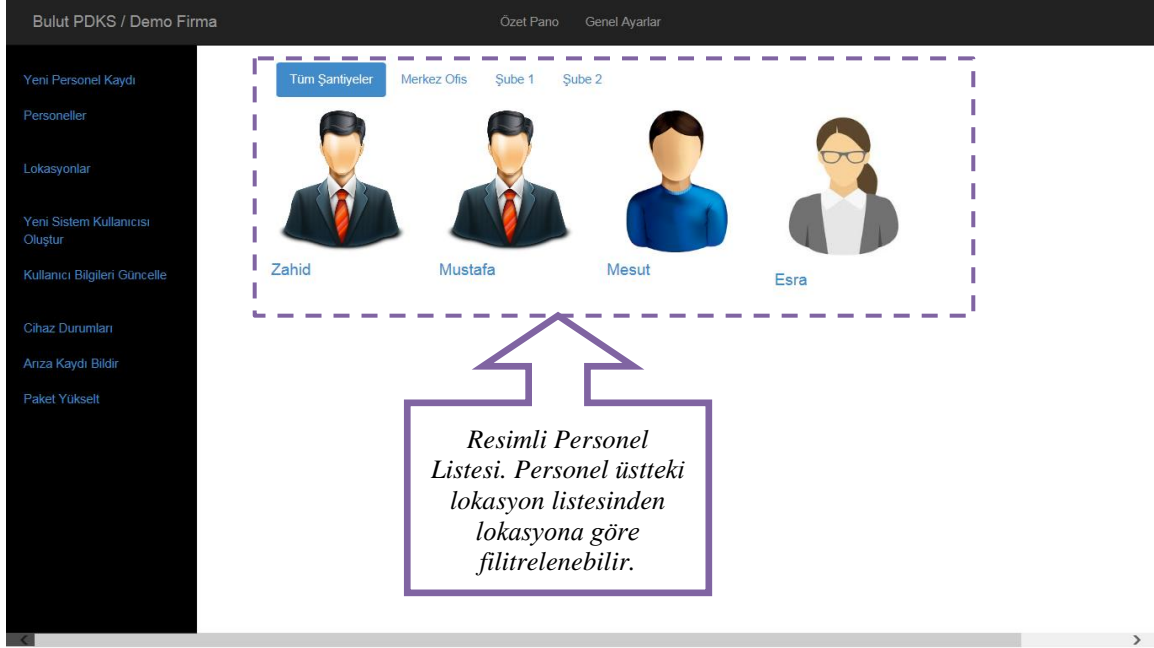 Bulut PDKS / Demo Firma
Özet Pano
Genel Ayarlar
Yeni Personel Kaydı
Personeller
Lokasyonlar
Yeni Sistem Kullanıcısı
Oluştur
Kullanıcı Bilgileri Güncelle
Cihaz Durumları
Arıza Kaydı Bildir
Paket Yükselt
Tüm Şantiyeler
Merkez Ofis
Şube 1
Şube 2
Zahid
Mustafa
Mesut
Esra
Resimli Personel
Listesi. Personel üstteki
lokasyon listesinden
lokasyona göre
filitrelenebilir.